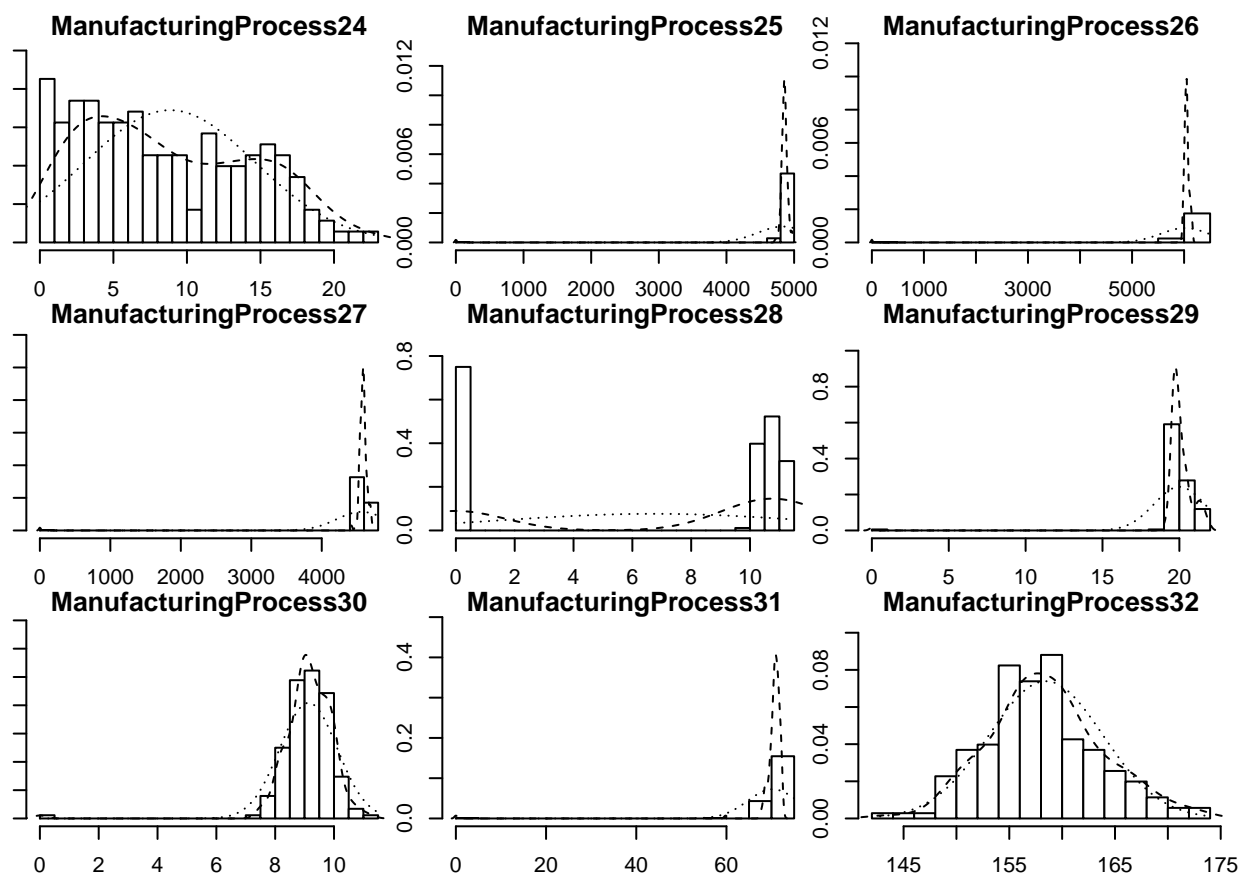 ManufacturingProcess24 ManufacturingProcess25 ManufacturingProcess26
0.000 0.006 0.012
0.000 0.006 0.012
0 5 10 15 20
0 1000 2000 3000 4000 5000
0 1000 3000 5000
ManufacturingProcess27 ManufacturingProcess28 ManufacturingProcess29
0.0 0.4 0.8
0.0 0.4 0.8
0 1000 2000 3000 4000
0 2 4 6 8 10
0 5 10 15 20
ManufacturingProcess30 ManufacturingProcess31 ManufacturingProcess32
0.0 0.2 0.4
0.00 0.04 0.08
0 2 4 6 8 10
0 20 40 60
145 155 165 175